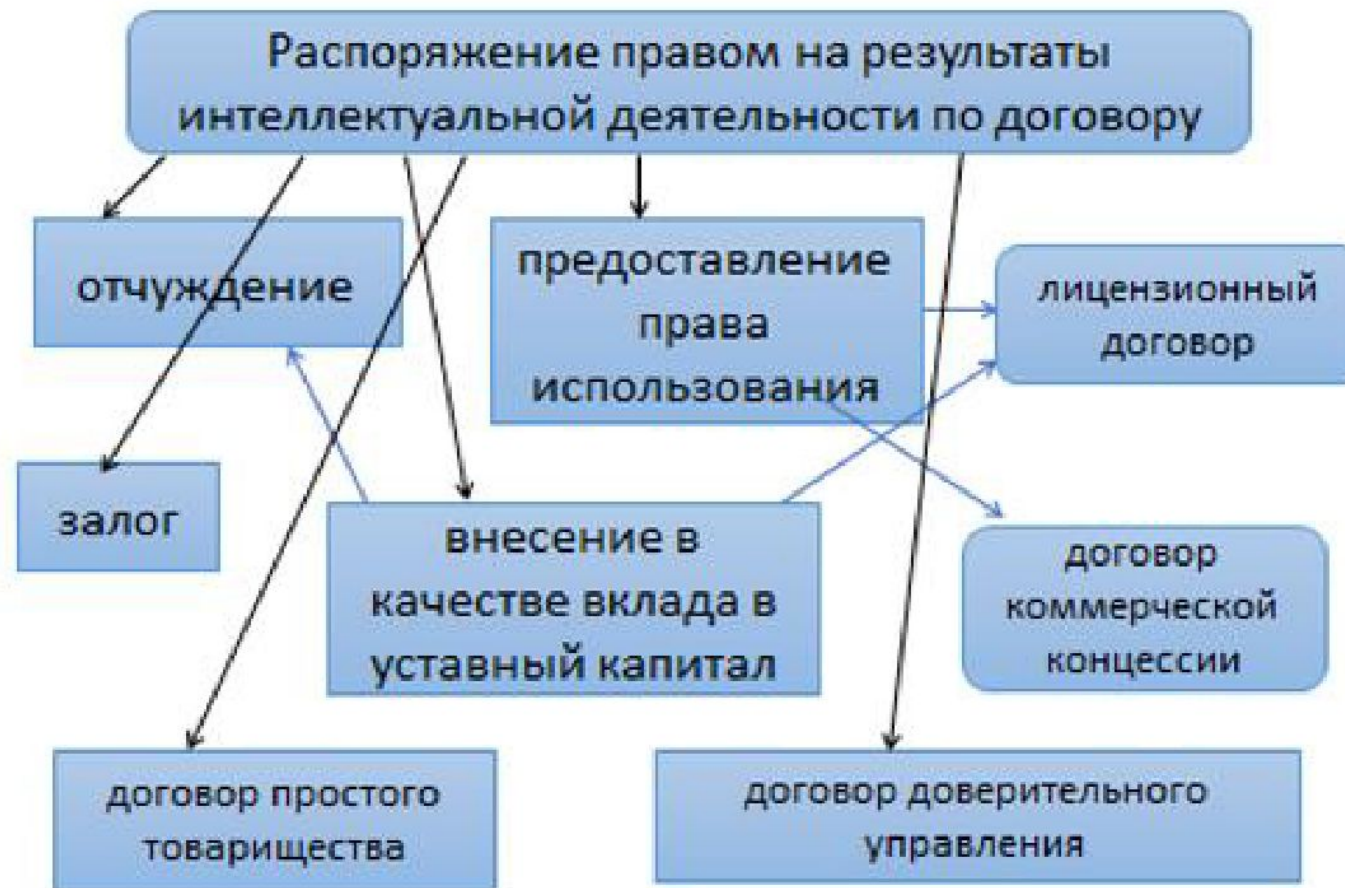 Распоряжение правом на результаты
интеллектуальной деятельности по договору
отчуждение
предоставление
права
использования
лицензионный
договор
залог
внесение в
качестве вклада в
уставный капитал
договор
коммерческой
концессии
договор простого
товарищества
договор доверительного
управления